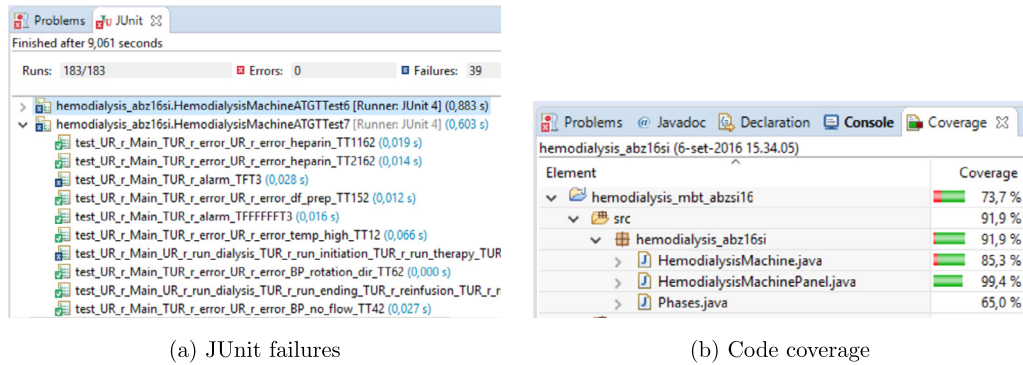 Problems JUnit
Finished after 9,061 seconds
Runs: 183/183 Errors: 0 Failures: 39
hemodialysis_abz16si.HemodialysisMachineATGTTest6 [Runner: JUnit 4] (0,883 s)
hemodialysis_abz16si.HemodialysisMachineATGTTest7 [Runner: JUnit 4] (0,603 s)
test_UR_r_Main_TUR_r_error_UR_r_error_heparin_TT1162 (0,019 s)
test_UR_r_Main_TUR_r_error_UR_r_error_heparin_TT2162 (0,014 s)
test_UR_r_Main_TUR_r_alarm_TFT3 (0,028 s)
test_UR_r_Main_TUR_r_error_UR_r_error_df_prep_TT152 (0,012 s)
test_UR_r_Main_TUR_r_alarm_TFFFFFFT3 (0,016 s)
test_UR_r_Main_TUR_r_error_UR_r_error_temp_high_TT12 (0,066 s)
test_UR_r_Main_UR_r_run_dialysis_TUR_r_run_initiation_TUR_r_run_therapy_TUR
test_UR_r_Main_TUR_r_error_UR_r_error_BP_rotation_dir_TT62 (0,000 s)
test_UR_r_Main_UR_r_run_dialysis_TUR_r_run_ending_TUR_r_reinfusion_TUR_r_r
test_UR_r_Main_TUR_r_error_UR_r_error_BP_no_flow_TT42 (0,027 s)
(a) JUnit failures
Problems @ Javadoc Declaration Console Coverage
hemodialysis_abz16si (6-set-2016 15.34.05)
Element Coverage
hemodialysis_mbt_abzsi16 73,7 %
src 91,9 %
hemodialysis_abz16si 91,9 %
HemodialysisMachine.java 85,3 %
HemodialysisMachinePanel.java 99,4 %
Phases.java 65,0 %
(b) Code coverage